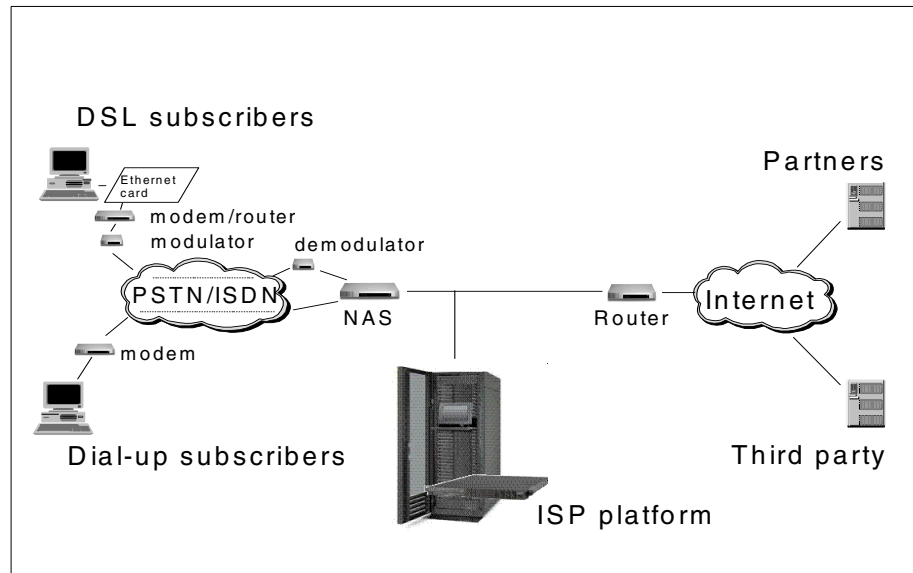 DSL subscribers
Ethernet
card
modem/router
modulator
demodulator
PSTN/ISDN
NAS
modem
Dial-up subscribers
ISP platform
Router
Internet
Partners
Third party